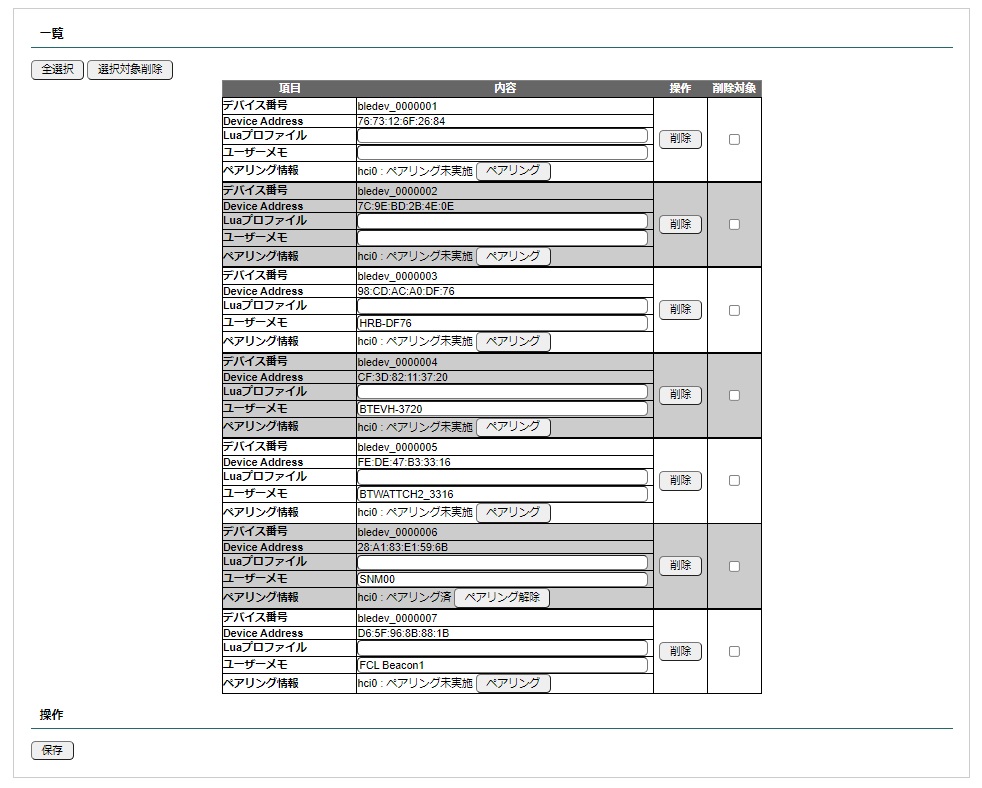 一覧
全選択 選択対象削除
項目 内容 操作 削除対象
デバイス番号 bledev_0000001
Device Address 76:73:12:6F:26:84
Luaプロファイル
ユーザーメモ
ペアリング情報 hci0 : ペアリング未実施 ペアリング
削除
デバイス番号 bledev_0000002
Device Address 7C:9E:BD:2B:4E:0E
Luaプロファイル
ユーザーメモ
ペアリング情報 hci0 : ペアリング未実施 ペアリング
削除
デバイス番号 bledev_0000003
Device Address 98:CD:AC:A0:DF:76
Luaプロファイル
ユーザーメモ HRB-DF76
ペアリング情報 hci0 : ペアリング未実施 ペアリング
削除
デバイス番号 bledev_0000004
Device Address CF:3D:82:11:37:20
Luaプロファイル
ユーザーメモ BTEVH-3720
ペアリング情報 hci0 : ペアリング未実施 ペアリング
削除
デバイス番号 bledev_0000005
Device Address FE:DE:47:B3:33:16
Luaプロファイル
ユーザーメモ BTWATTCH2_3316
ペアリング情報 hci0 : ペアリング未実施 ペアリング
削除
デバイス番号 bledev_0000006
Device Address 28:A1:83:E1:59:6B
Luaプロファイル
ユーザーメモ SNM00
ペアリング情報 hci0 : ペアリング済 ペアリング解除
削除
デバイス番号 bledev_0000007
Device Address D6:5F:96:8B:88:1B
Luaプロファイル
ユーザーメモ FCL Beacon1
ペアリング情報 hci0 : ペアリング未実施 ペアリング
削除
操作
保存